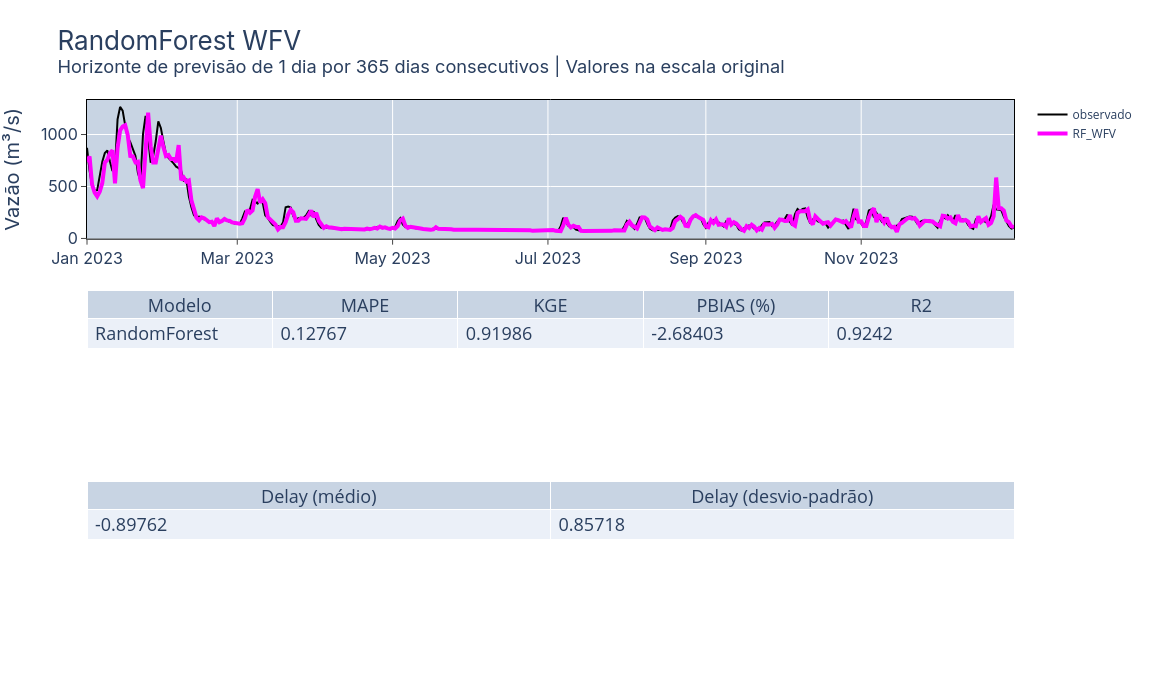 RandomForest WFV
Horizonte de previsão de 1 dia por 365 dias consecutivos | Valores na escala original
Vazão (m³/s)
1000
500
0
Jan 2023 Mar 2023 May 2023 Jul 2023 Sep 2023 Nov 2023
observado
RF_WFV
Modelo MAPE KGE PBIAS (%) R2
RandomForest 0.12767 0.91986 -2.68403 0.9242
Delay (médio) Delay (desvio-padrão)
-0.89762 0.85718